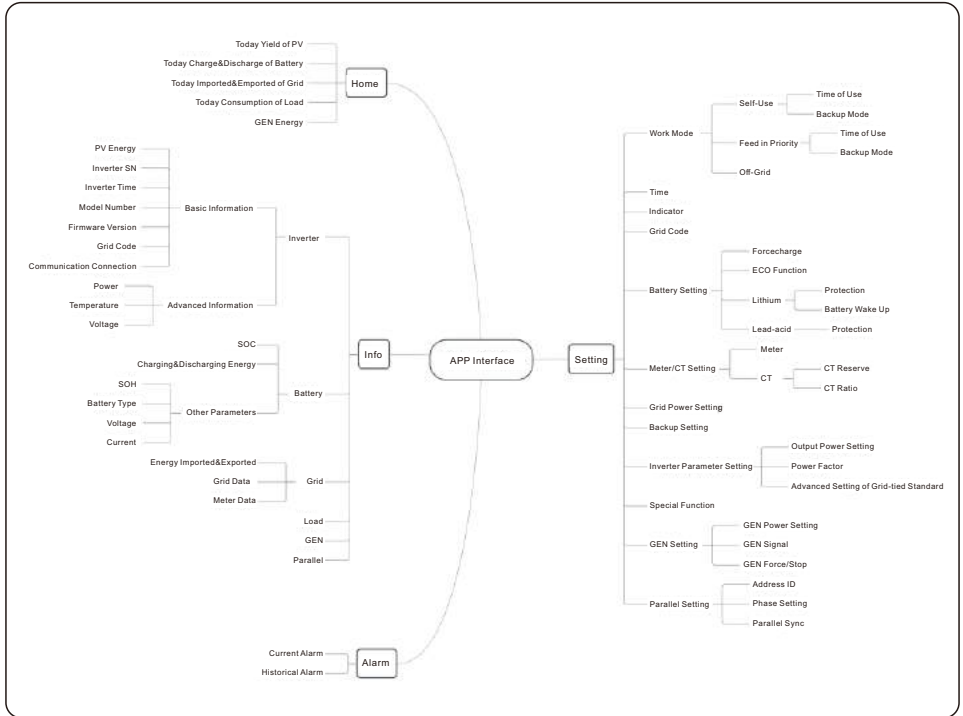 Today Yield of PV
Today Charge&Discharge of Battery
Today Imported&Emported of Grid
Today Consumption of Load
GEN Energy
Home
PV Energy
Inverter SN
Inverter Time
Model Number
Firmware Version
Grid Code
Communication Connection
Basic Information
Power
Temperature
Voltage
Advanced Information
Inverter
SOC
Charging&Discharging Energy
SOH
Battery Type
Voltage
Current
Other Parameters
Battery
Energy Imported&Exported
Grid Data
Meter Data
Grid
Load
GEN
Parallel
Info
Current Alarm
Historical Alarm
Alarm
APP Interface
Setting
Work Mode
Self-Use
Time of Use
Backup Mode
Feed in Priority
Time of Use
Backup Mode
Off-Grid
Time
Indicator
Grid Code
Battery Setting
Forcecharge
ECO Function
Lithium
Protection
Battery Wake Up
Lead-acid
Protection
Meter/CT Setting
Meter
CT
CT Reserve
CT Ratio
Grid Power Setting
Backup Setting
Inverter Parameter Setting
Output Power Setting
Power Factor
Advanced Setting of Grid-tied Standard
Special Function
GEN Setting
GEN Power Setting
GEN Signal
GEN Force/Stop
Parallel Setting
Address ID
Phase Setting
Parallel Sync